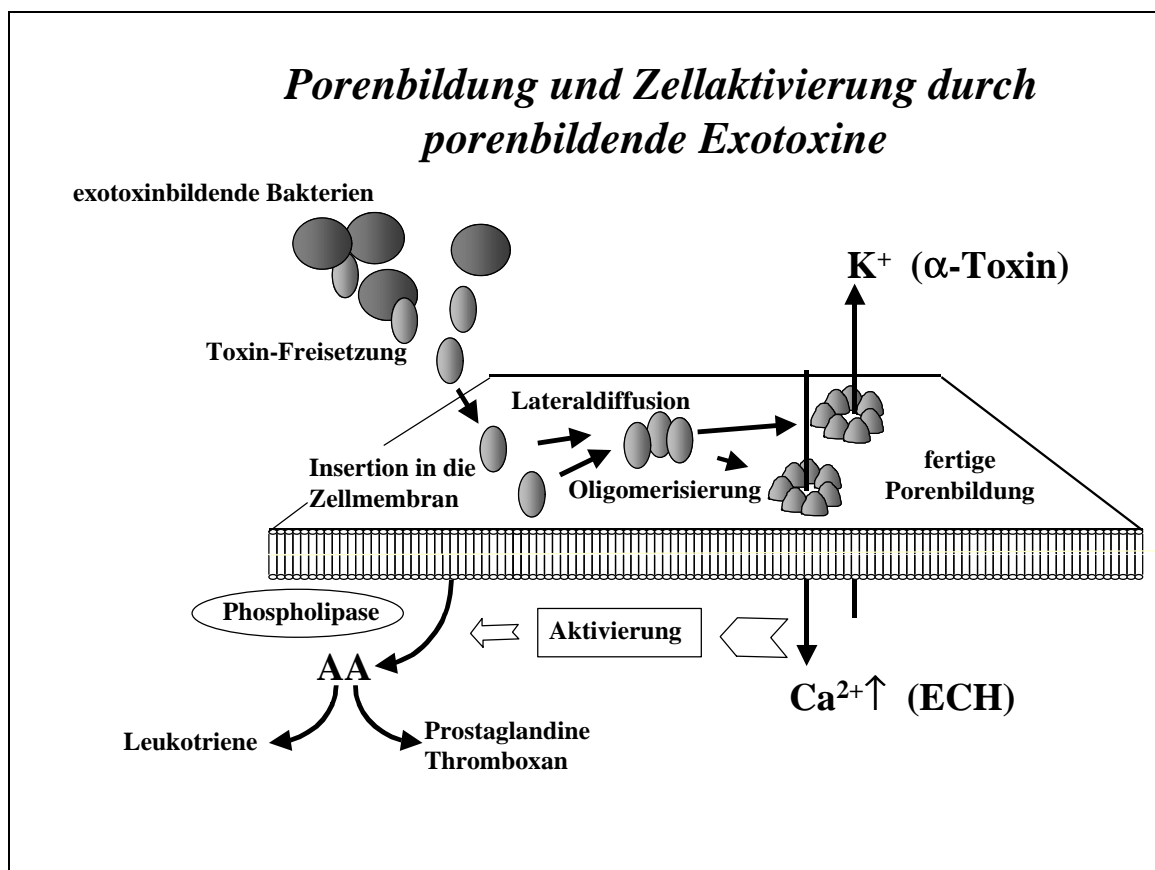 Porenbildung und Zellaktivierung durch
porenbildende Exotoxine
exotoxinbildende Bakterien
K⁺ (α-Toxin)
Toxin-Freisetzung
Lateraldiffusion
Insertion in die
Zellmembran
Oligomerisierung
fertige
Porenbildung
Phospholipase
Aktivierung
AA
Ca²⁺↑ (ECH)
Leukotriene
Prostaglandine
Thromboxan